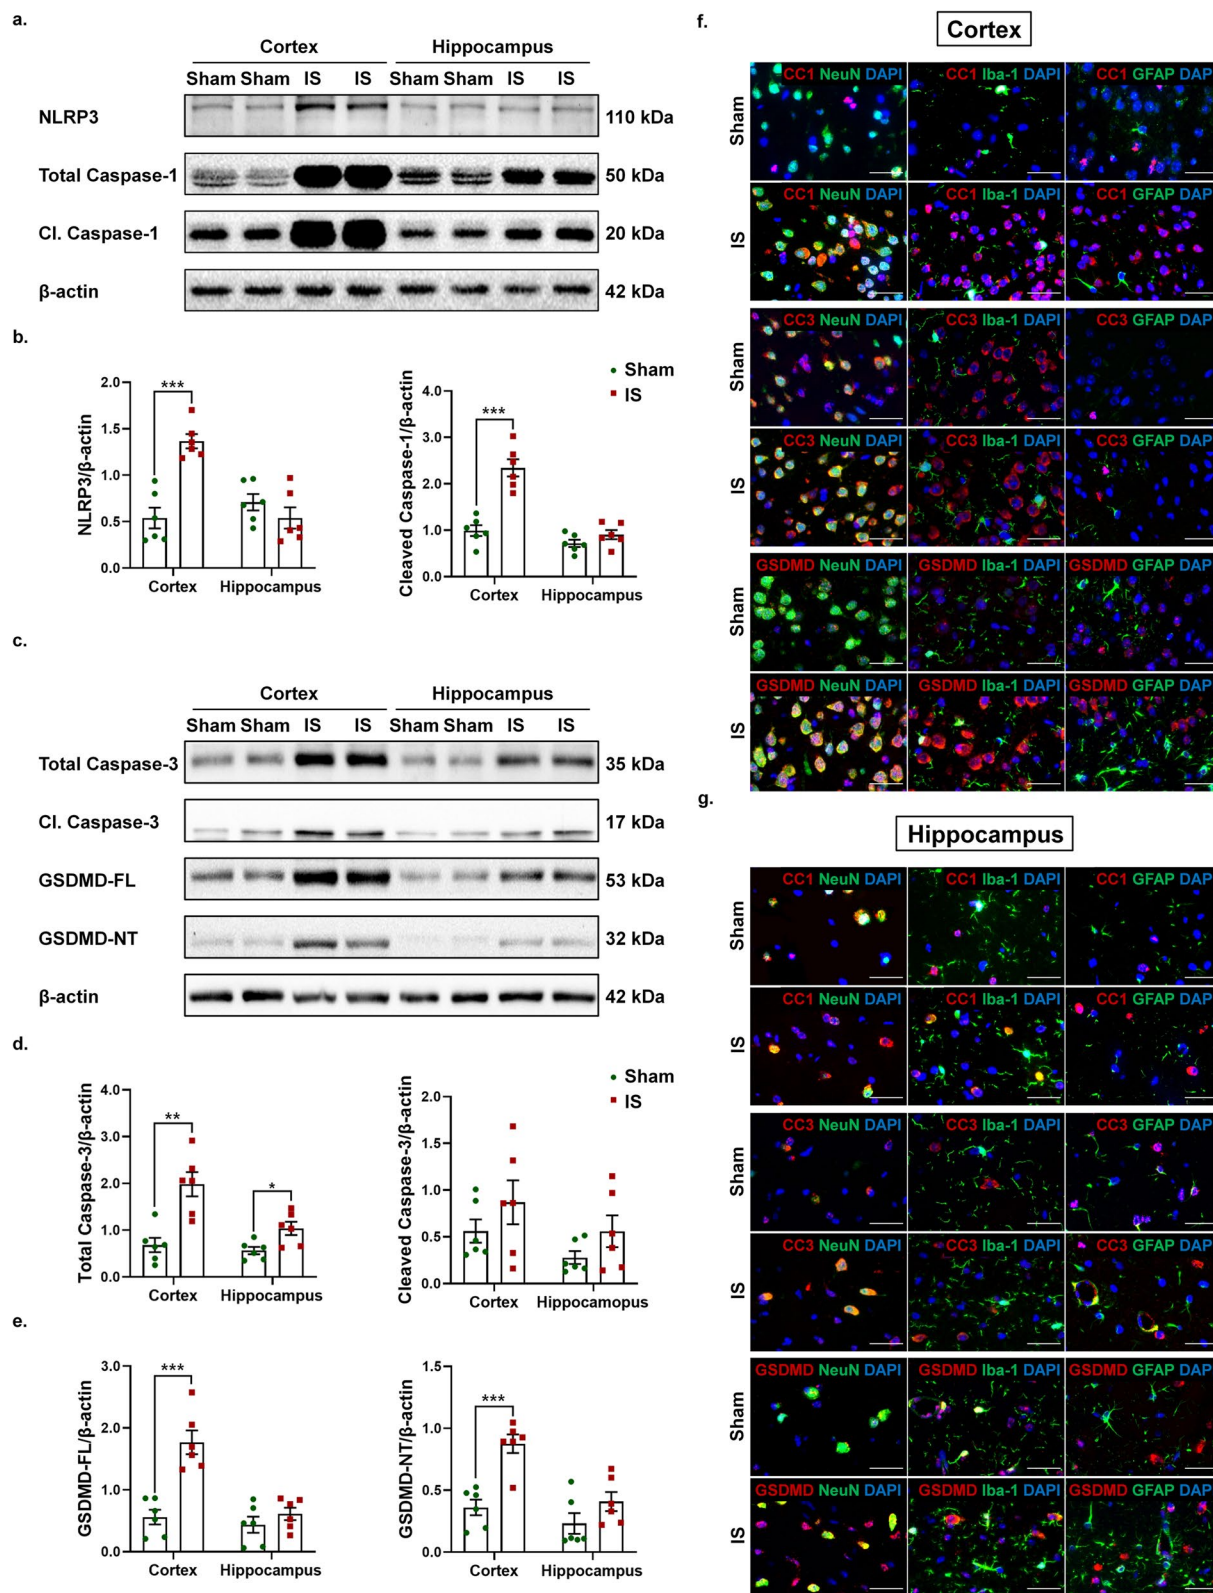 a.
Cortex Hippocampus
Sham Sham IS IS Sham Sham IS IS
NLRP3 110 kDa
Total Caspase-1 50 kDa
Cl. Caspase-1 20 kDa
β-actin 42 kDa
b.
NLRP3/β-actin
2.0
1.5
1.0
0.5
0.0
***
Cortex Hippocampus
Cleaved Caspase-1/β-actin
4.0
3.0
2.0
1.0
0.0
***
Cortex Hippocampus
Sham
IS
c.
Cortex Hippocampus
Sham Sham IS IS Sham Sham IS IS
Total Caspase-3 35 kDa
Cl. Caspase-3 17 kDa
GSDMD-FL 53 kDa
GSDMD-NT 32 kDa
β-actin 42 kDa
d.
Total Caspase-3/β-actin
4.0
3.0
2.0
1.0
0.0
**
*
Cortex Hippocampus
Cleaved Caspase-3/β-actin
2.0
1.5
1.0
0.5
0.0
Cortex Hippocamopus
Sham
IS
e.
GSDMD-FL/β-actin
3.0
2.0
1.0
0.0
***
Cortex Hippocampus
GSDMD-NT/β-actin
1.5
1.0
0.5
0.0
***
Cortex Hippocampus
f.
Cortex
Sham
CC1 NeuN DAPI CC1 Iba-1 DAPI CC1 GFAP DAPI
IS
CC1 NeuN DAPI CC1 Iba-1 DAPI CC1 GFAP DAPI
Sham
CC3 NeuN DAPI CC3 Iba-1 DAPI CC3 GFAP DAPI
IS
CC3 NeuN DAPI CC3 Iba-1 DAPI CC3 GFAP DAPI
Sham
GSDMD NeuN DAPI GSDMD Iba-1 DAPI GSDMD GFAP DAPI
IS
GSDMD NeuN DAPI GSDMD Iba-1 DAPI GSDMD GFAP DAPI
g.
Hippocampus
Sham
CC1 NeuN DAPI CC1 Iba-1 DAPI CC1 GFAP DAPI
IS
CC1 NeuN DAPI CC1 Iba-1 DAPI CC1 GFAP DAPI
Sham
CC3 NeuN DAPI CC3 Iba-1 DAPI CC3 GFAP DAPI
IS
CC3 NeuN DAPI CC3 Iba-1 DAPI CC3 GFAP DAPI
Sham
GSDMD NeuN DAPI GSDMD Iba-1 DAPI GSDMD GFAP DAPI
IS
GSDMD NeuN DAPI GSDMD Iba-1 DAPI GSDMD GFAP DAPI